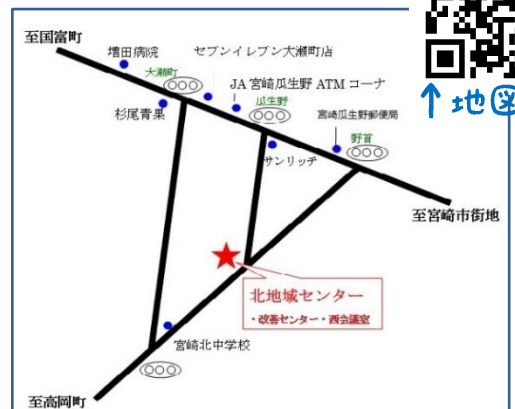 至国富町
増田病院
セブンイレブン大瀬町店
大瀬町
JA 宮崎瓜生野 ATM コーナ
杉尾青果
瓜生野
宮崎瓜生野郵便局
↑地図
野首
サンリッチ
至宮崎市街地
北地域センター
・改善センター・西会議室
宮崎北中学校
至高岡町